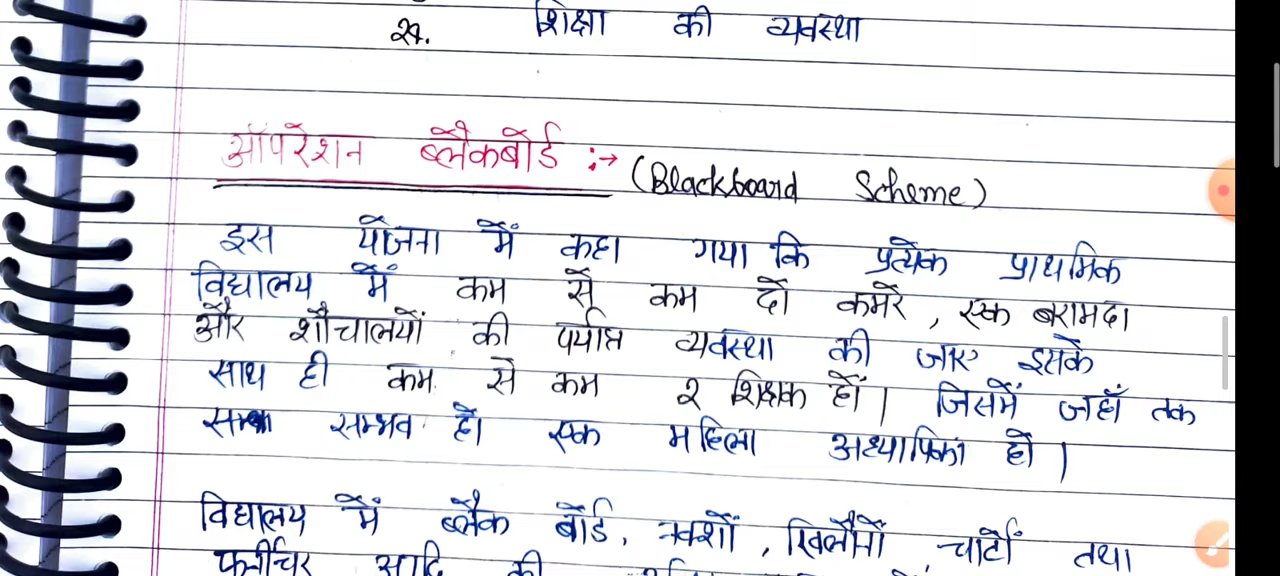 २४. शिक्षा की व्यवस्था
ऑपरेशन ब्लैकबोर्ड :→ (Blackboard Scheme)
इस योजना में कहा गया कि प्रत्येक प्राथमिक
विद्यालय में कम से कम दो कमरे, एक बरामदा
और शौचालयों की पर्याप्त व्यवस्था की जाए इसके
साथ ही कम से कम २ शिक्षक हों। जिसमें जहाँ तक
सम्भव हो एक महिला अध्यापिका हो।
विद्यालय में ब्लैक बोर्ड, नक्शों, खिलौनों, चार्टों तथा
फर्नीचर आदि की